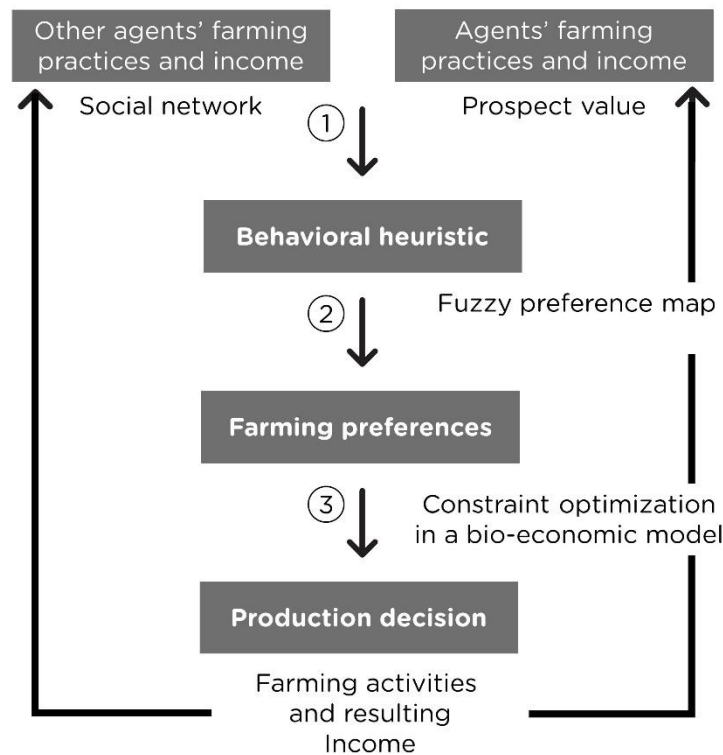 Other agents’ farming
practices and income
Agents’ farming
practices and income
Social network
Prospect value
1
Behavioral heuristic
2
Fuzzy preference map
Farming preferences
3
Constraint optimization
in a bio-economic model
Production decision
Farming activities
and resulting
Income